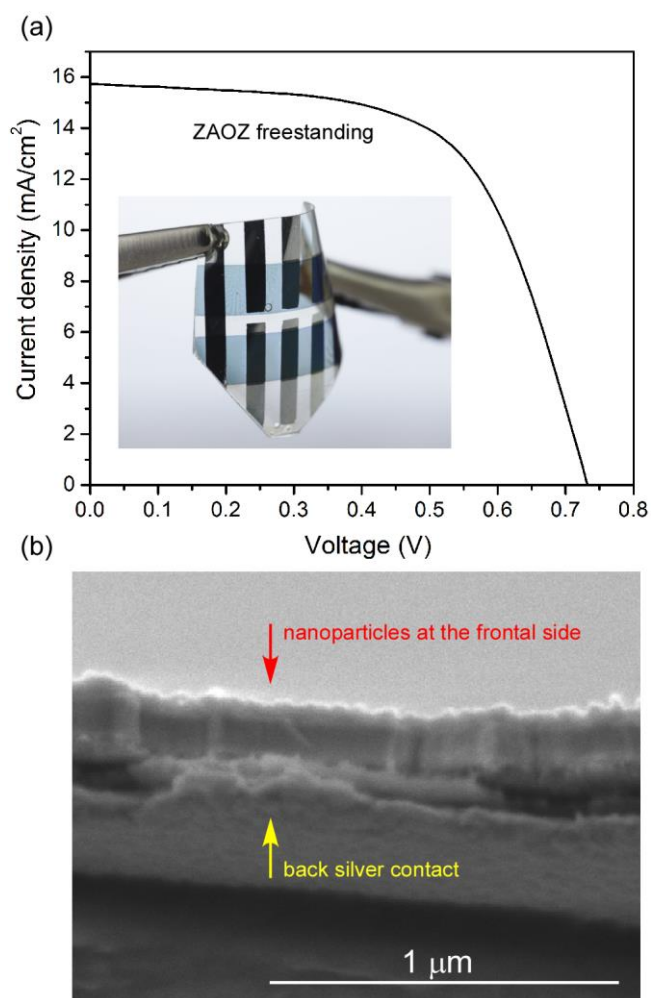 (a)
16
14
12
10
8
6
4
2
0
Current density (mA/cm²)
ZAOZ freestanding
0.0 0.1 0.2 0.3 0.4 0.5 0.6 0.7 0.8
Voltage (V)
(b)
nanoparticles at the frontal side
back silver contact
1 μm